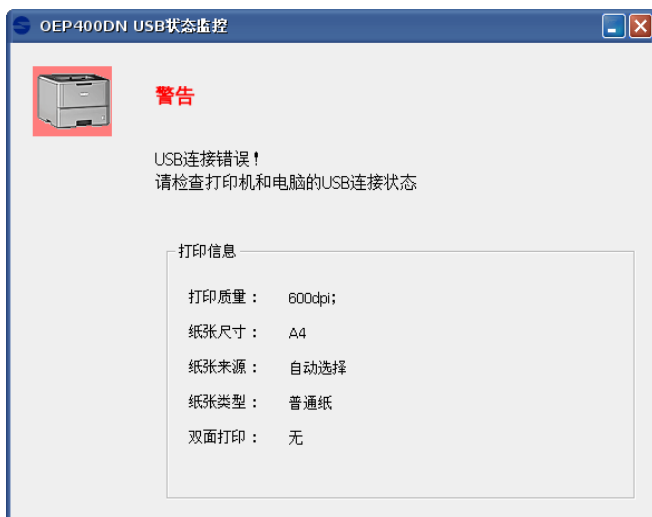 OEP400DN USB状态监控
警告
USB连接错误！
请检查打印机和电脑的USB连接状态
打印信息
打印质量： 600dpi;
纸张尺寸： A4
纸张来源： 自动选择
纸张类型： 普通纸
双面打印： 无